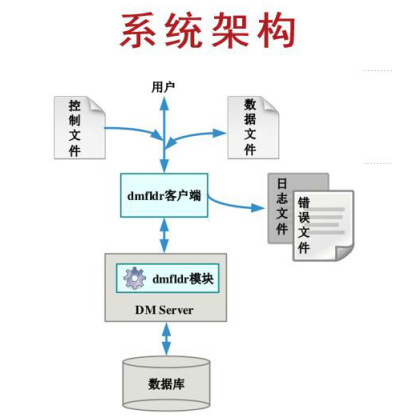 系统架构
用户
控制文件
数据文件
dmfldr客户端
日志文件
错误文件
dmfldr模块
DM Server
数据库